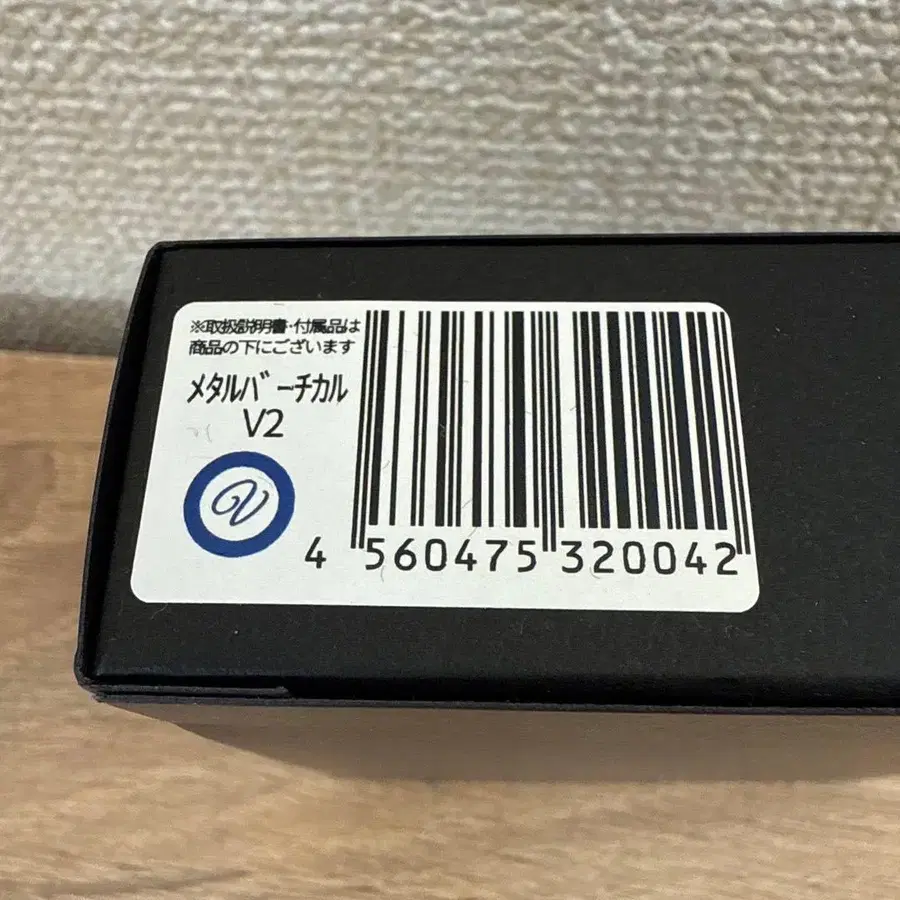 ※取扱説明書・付属品は
商品の下にございます
メタルバーチカル
V2
4 560475 320042